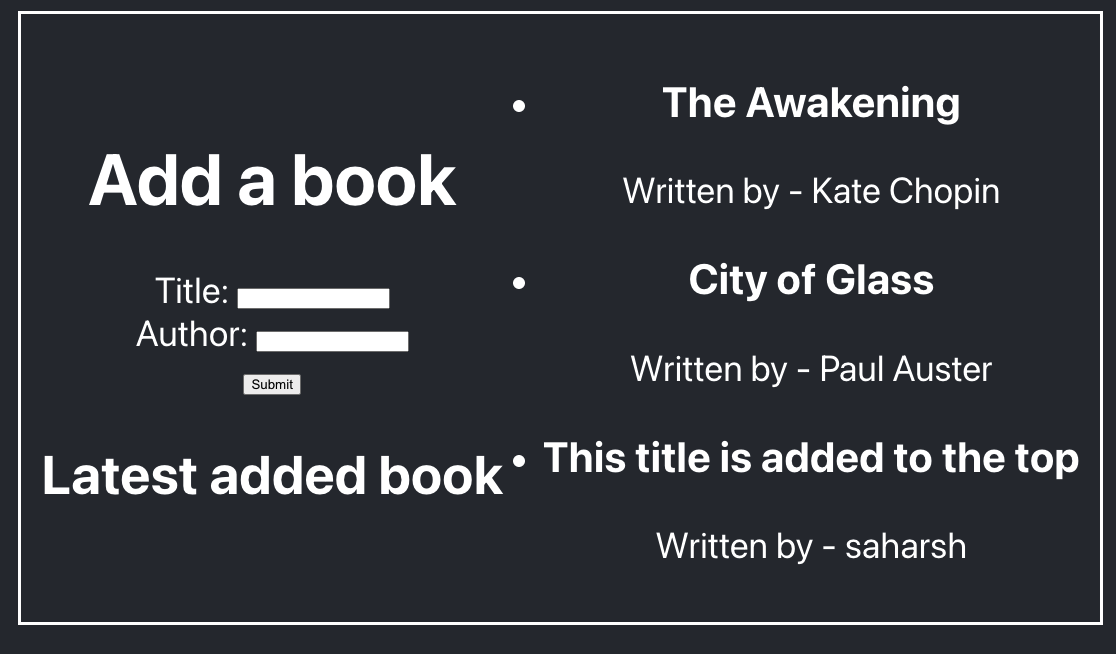 Add a book
Title:
Author:
Submit
Latest added book
• The Awakening
Written by - Kate Chopin
• City of Glass
Written by - Paul Auster
• This title is added to the top
Written by - saharsh